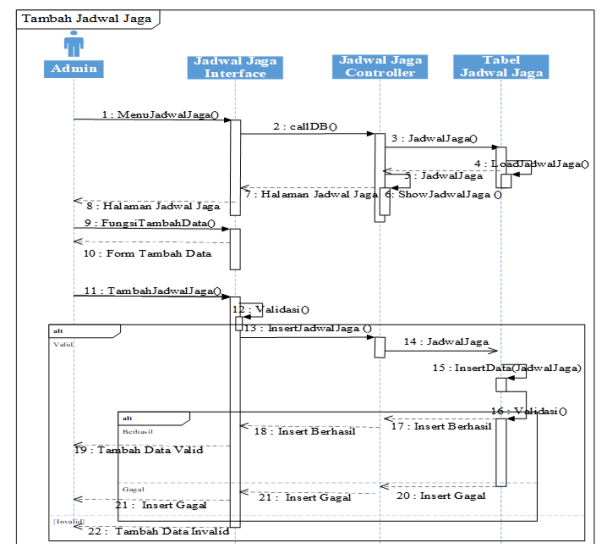 Tambah Jadwal Jaga
Admin
Jadwal Jaga
Interface
Jadwal Jaga
Controller
Tabel
Jadwal Jaga
1 : MenuJadwalJaga()
2 : callDB()
3 : JadwalJaga()
4 : LoadJadwalJaga()
5 : JadwalJaga
6 : ShowJadwalJaga ()
7 : Halaman Jadwal Jaga
8 : Halaman Jadwal Jaga
9 : FungsiTambahData()
10 : Form Tambah Data
11 : TambahJadwalJaga()
12 : Validasi()
13 : InsertJadwalJaga ()
alt
Valid
14 : JadwalJaga
15 : InsertData(JadwalJaga)
16 : Validasi()
alt
Berhasil
17 : Insert Berhasil
18 : Insert Berhasil
19 : Tambah Data Valid
Gagal
20 : Insert Gagal
21 : Insert Gagal
21 : Insert Gagal
[Invalid]
22 : Tambah Data Invalid